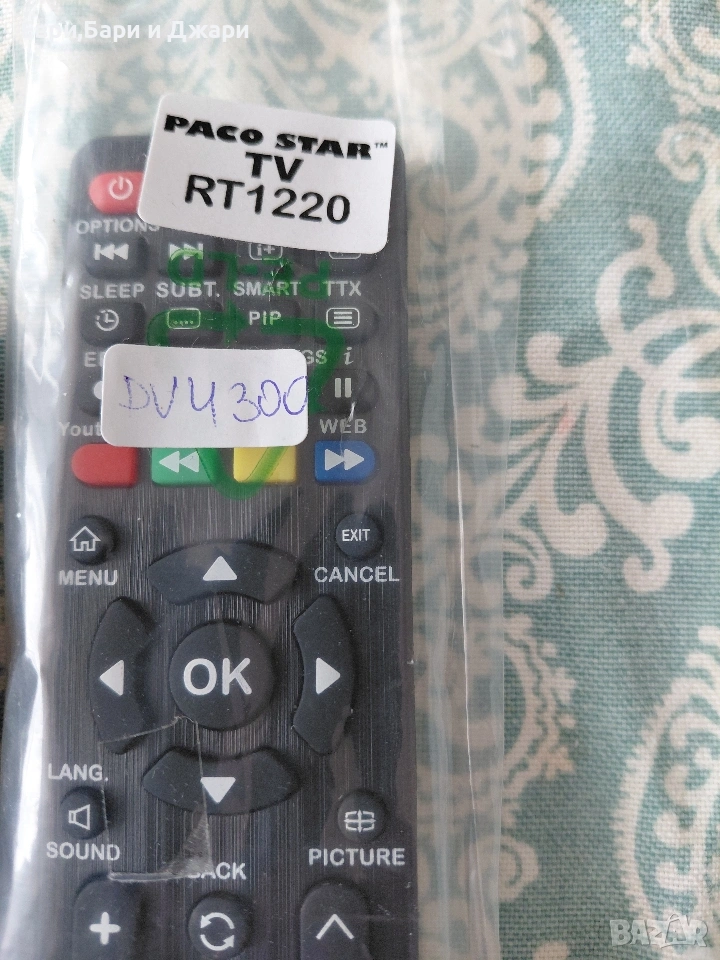 Бари и Джари
PACO STAR™
TV
RT1220
OPTIONS
SLEEP SUBT. SMART TTX
PIP
DV4300
WEB
EXIT
MENU
CANCEL
OK
LANG.
SOUND
PICTURE
BAZAR